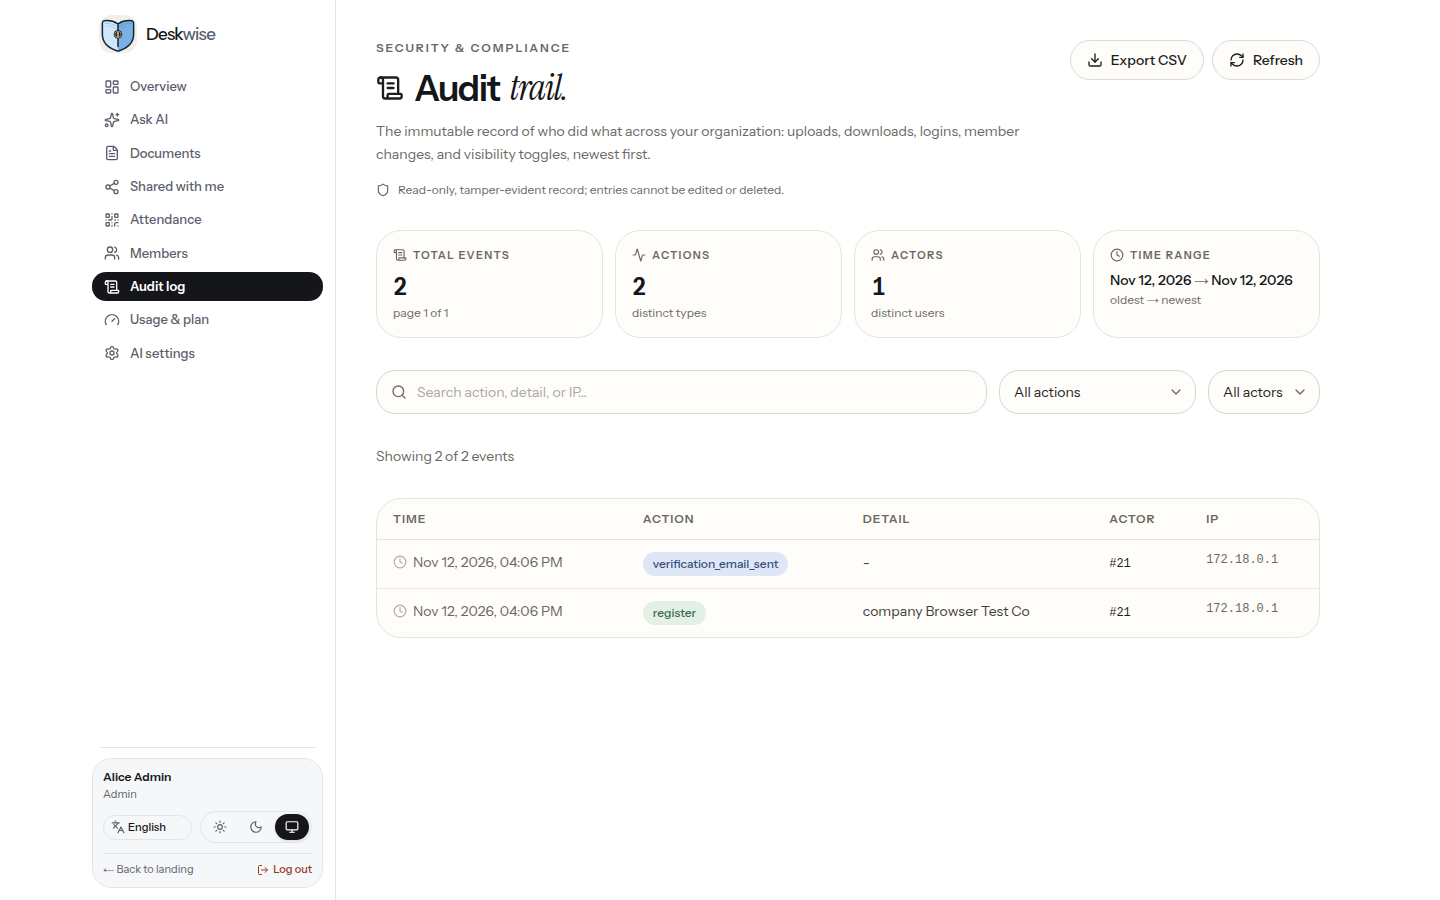 Deskwise
Overview
Ask AI
Documents
Shared with me
Attendance
Members
Audit log
Usage & plan
AI settings
Alice Admin
Admin
English
← Back to landing
Log out
SECURITY & COMPLIANCE
Audit trail.
The immutable record of who did what across your organization: uploads, downloads, logins, member
changes, and visibility toggles, newest first.
Read-only, tamper-evident record; entries cannot be edited or deleted.
Export CSV
Refresh
TOTAL EVENTS
2
page 1 of 1
ACTIONS
2
distinct types
ACTORS
1
distinct users
TIME RANGE
Nov 12, 2026 → Nov 12, 2026
oldest → newest
Search action, detail, or IP...
All actions
All actors
Showing 2 of 2 events
TIME ACTION DETAIL ACTOR IP
Nov 12, 2026, 04:06 PM verification_email_sent - #21 172.18.0.1
Nov 12, 2026, 04:06 PM register company Browser Test Co #21 172.18.0.1